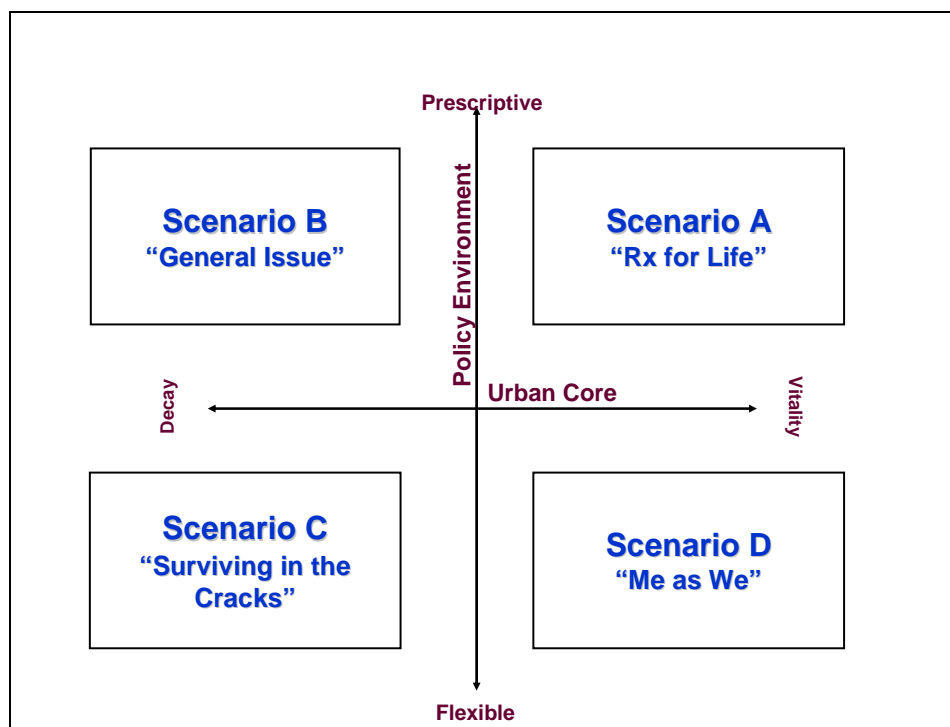 Prescriptive
Policy Environment
Scenario B
“General Issue”
Scenario A
“Rx for Life”
Decay
Urban Core
Vitality
Scenario C
“Surviving in the
Cracks”
Scenario D
“Me as We”
Flexible